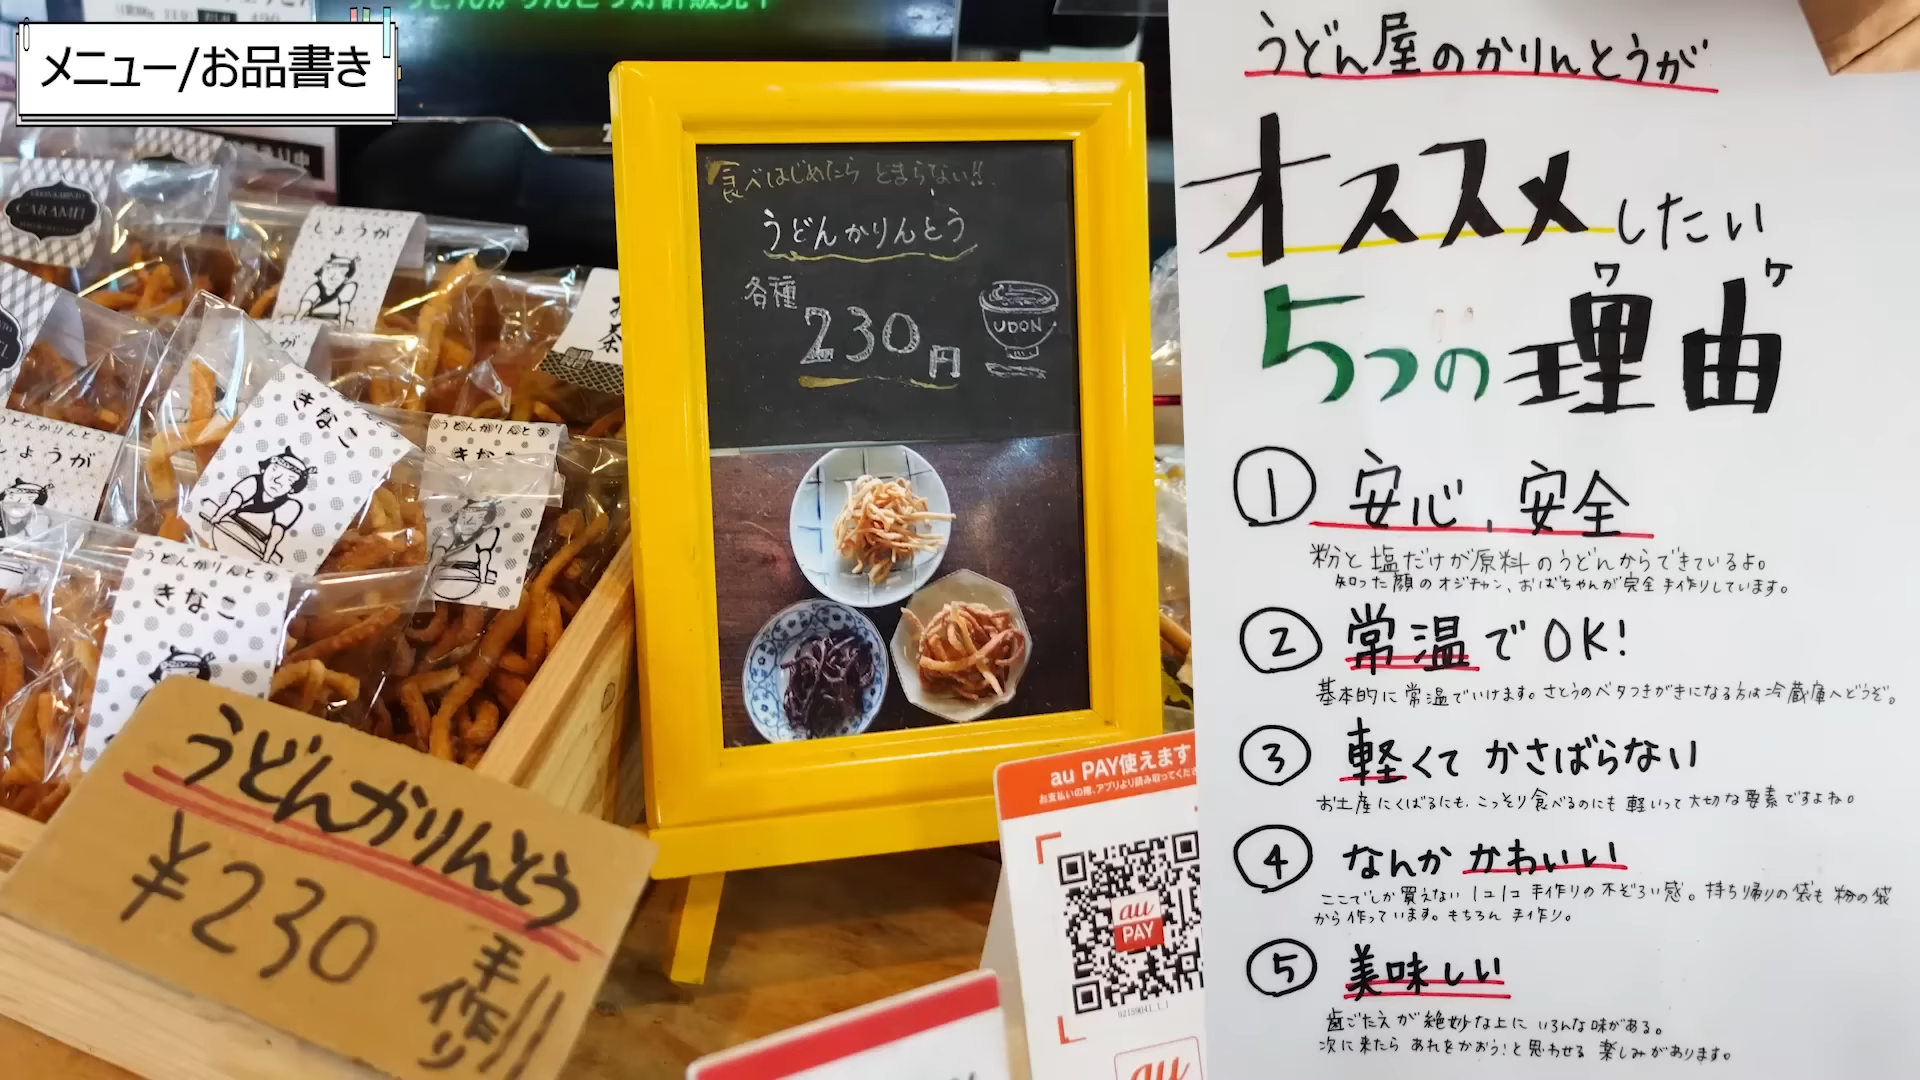 メニュー/お品書き
CARAMEL
しょうが
きなこ
うどんかりんとう
しょうが
うどんかりんとう
うどんかりんとう
きなこ
うどんかりんとう
¥230
手作り
食べはじめたら とまらない!!
うどんかりんとう
各種
230円
UDON
au PAY使えます
au
PAY
au
うどん屋のかりんとうが
オススメしたい
5つの理由
ワ ケ
① 安心、安全
粉と塩だけが原料のうどんからできているよ。
知った顔のオジチャン、おばちゃんが完全手作りしています。
② 常温でOK!
基本的に常温でいけます。さとうのベタつきがきになる方は冷蔵庫へどうぞ。
③ 軽くて かさばらない
お土産にくばるにも、こっそり食べるのにも 軽いって大切な要素ですよね。
④ なんか かわいい
ここでしか買えない 1コ1コ 手作りの不ぞろい感。持ち帰りの袋も 粉の袋
から作っています。もちろん 手作り。
⑤ 美味しい
歯ごたえが絶妙な上に いろんな味がある。
次に来たら あれをかおう!と思わせる 楽しみがあります。